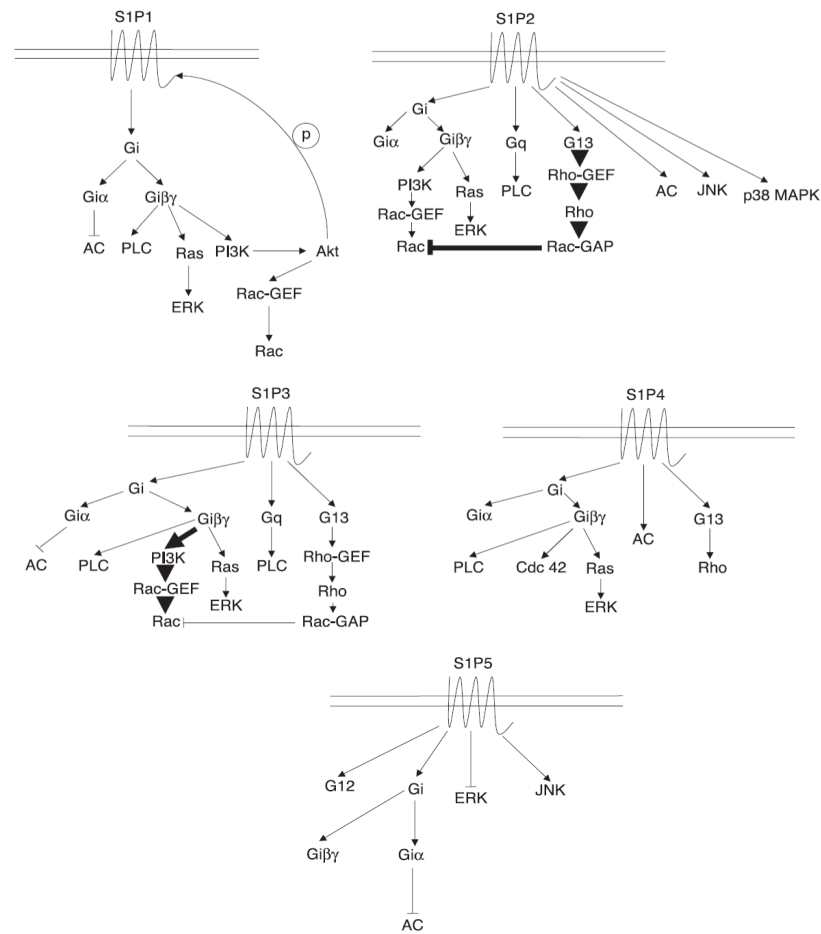 S1P1
Gi
Giα Giβγ
AC PLC Ras PI3K Akt
p
ERK Rac-GEF
Rac
S1P2
Gi
Giα Giβγ Gq G13
PI3K Ras PLC Rho-GEF AC JNK p38 MAPK
Rac-GEF ERK Rho
Rac Rac-GAP
S1P3
Gi
Giα Giβγ Gq G13
AC PLC PI3K Ras PLC Rho-GEF
Rac-GEF ERK Rho
Rac Rac-GAP
S1P4
Gi
Giα Giβγ AC G13
PLC Cdc 42 Ras Rho
ERK
S1P5
G12 Gi ERK JNK
Giβγ Giα
AC